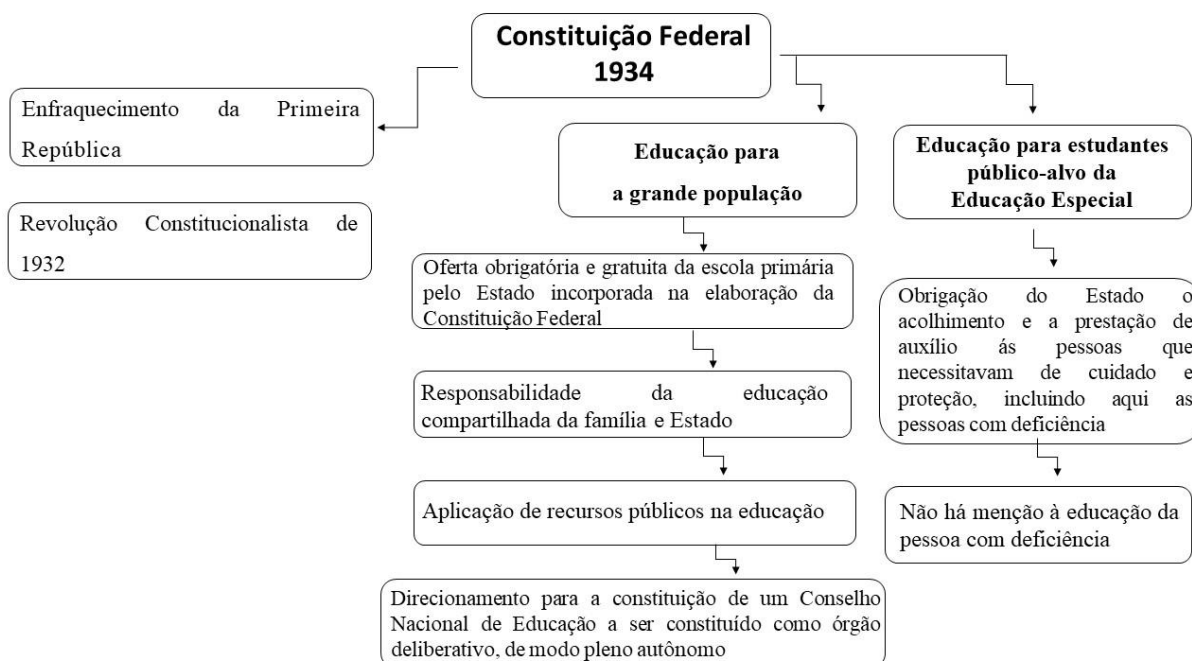 Constituição Federal
1934
Enfraquecimento da Primeira
República
Revolução Constitucionalista de
1932
Educação para
a grande população
Oferta obrigatória e gratuita da escola primária
pelo Estado incorporada na elaboração da
Constituição Federal
Responsabilidade da educação
compartilhada da família e Estado
Aplicação de recursos públicos na educação
Direcionamento para a constituição de um Conselho
Nacional de Educação a ser constituído como órgão
deliberativo, de modo pleno autônomo
Educação para estudantes
público-alvo da
Educação Especial
Obrigação do Estado o
acolhimento e a prestação de
auxílio ás pessoas que
necessitavam de cuidado e
proteção, incluindo aqui as
pessoas com deficiência
Não há menção à educação da
pessoa com deficiência